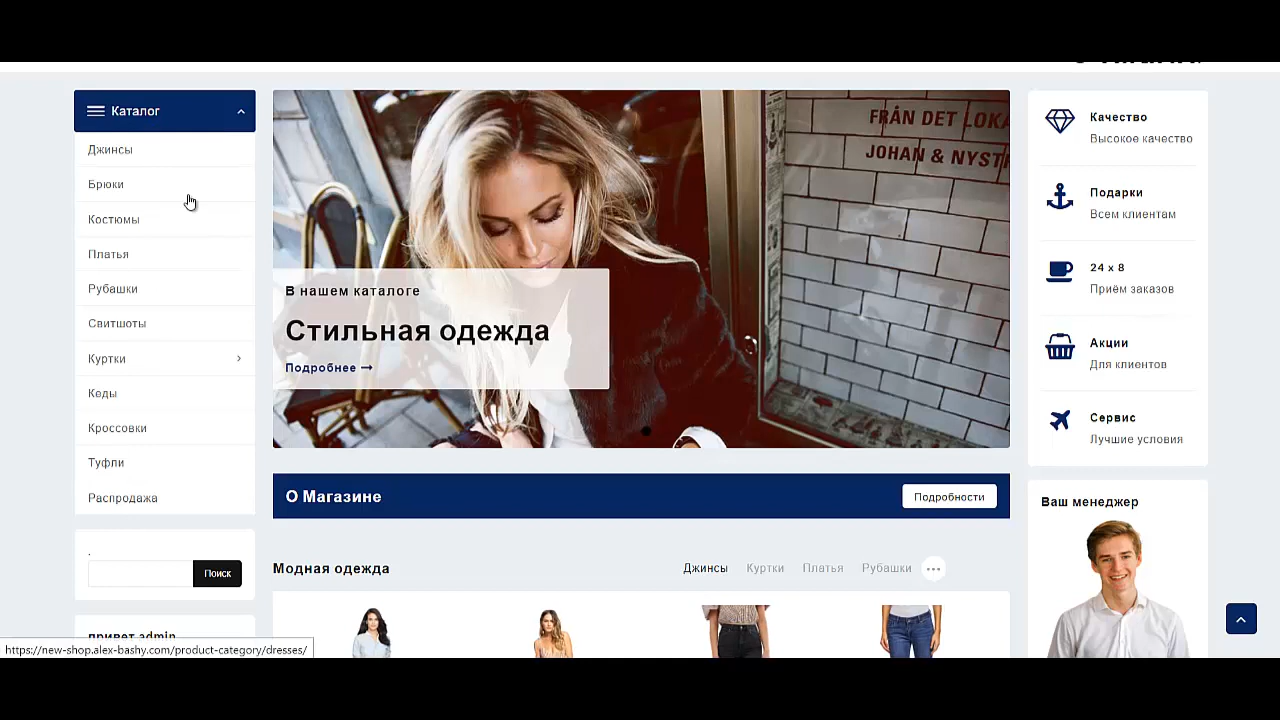 Каталог
Джинсы
Брюки
Костюмы
Платья
Рубашки
Свитшоты
Куртки
Кеды
Кроссовки
Туфли
Распродажа
.
Поиск
привет admin
FRÅN DET LOKA
JOHAN & NYST
В нашем каталоге
Стильная одежда
Подробнее
О Магазине
Подробности
Модная одежда
Джинсы Куртки Платья Рубашки
Качество
Высокое качество
Подарки
Всем клиентам
24 x 8
Приём заказов
Акции
Для клиентов
Сервис
Лучшие условия
Ваш менеджер
https://new-shop.alex-bashy.com/product-category/dresses/